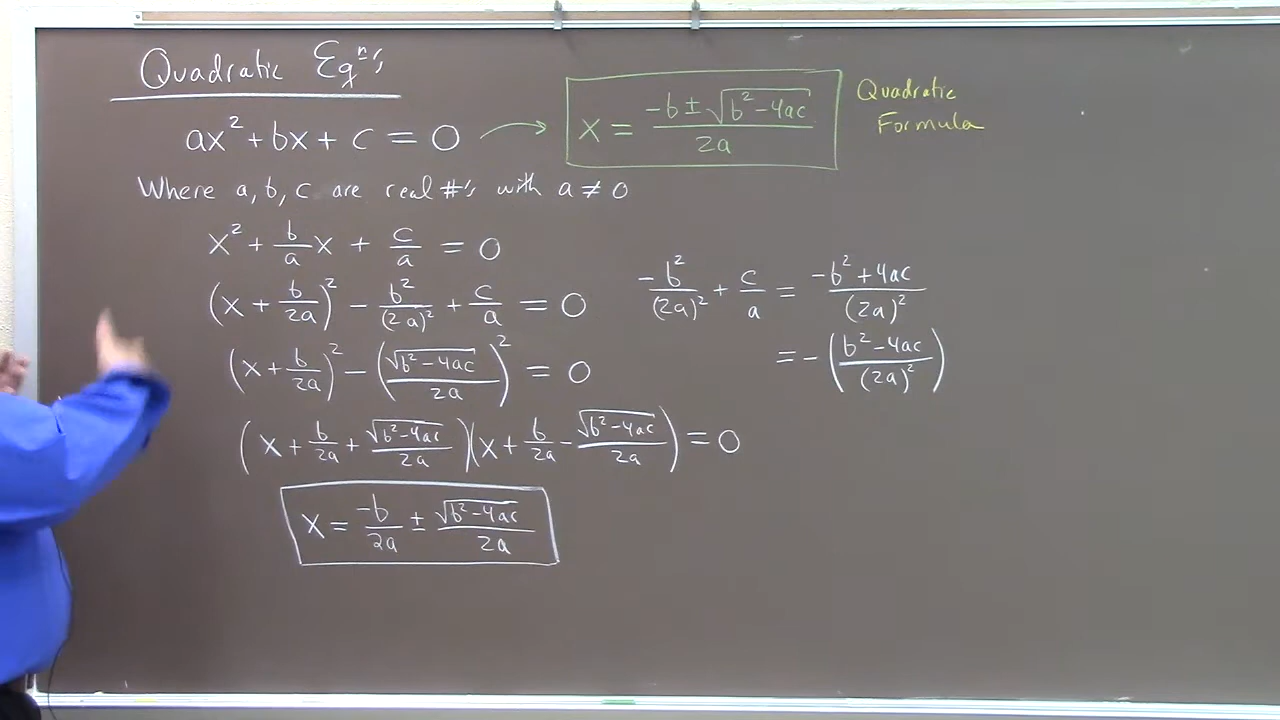 Quadratic Eqⁿ's
ax² + bx + c = 0 → x = (-b ± √(b² - 4ac)) / 2a
Quadratic
Formula
Where a, b, c are real #'s with a ≠ 0
x² + b/a x + c/a = 0
(x + b/2a)² - b²/(2a)² + c/a = 0
(x + b/2a)² - (√(b² - 4ac) / 2a)² = 0
(x + b/2a + √(b² - 4ac)/2a)(x + b/2a - √(b² - 4ac)/2a) = 0
x = -b/2a ± √(b² - 4ac)/2a
-b²/(2a)² + c/a = (-b² + 4ac)/(2a)²
= -((b² - 4ac)/(2a)²)